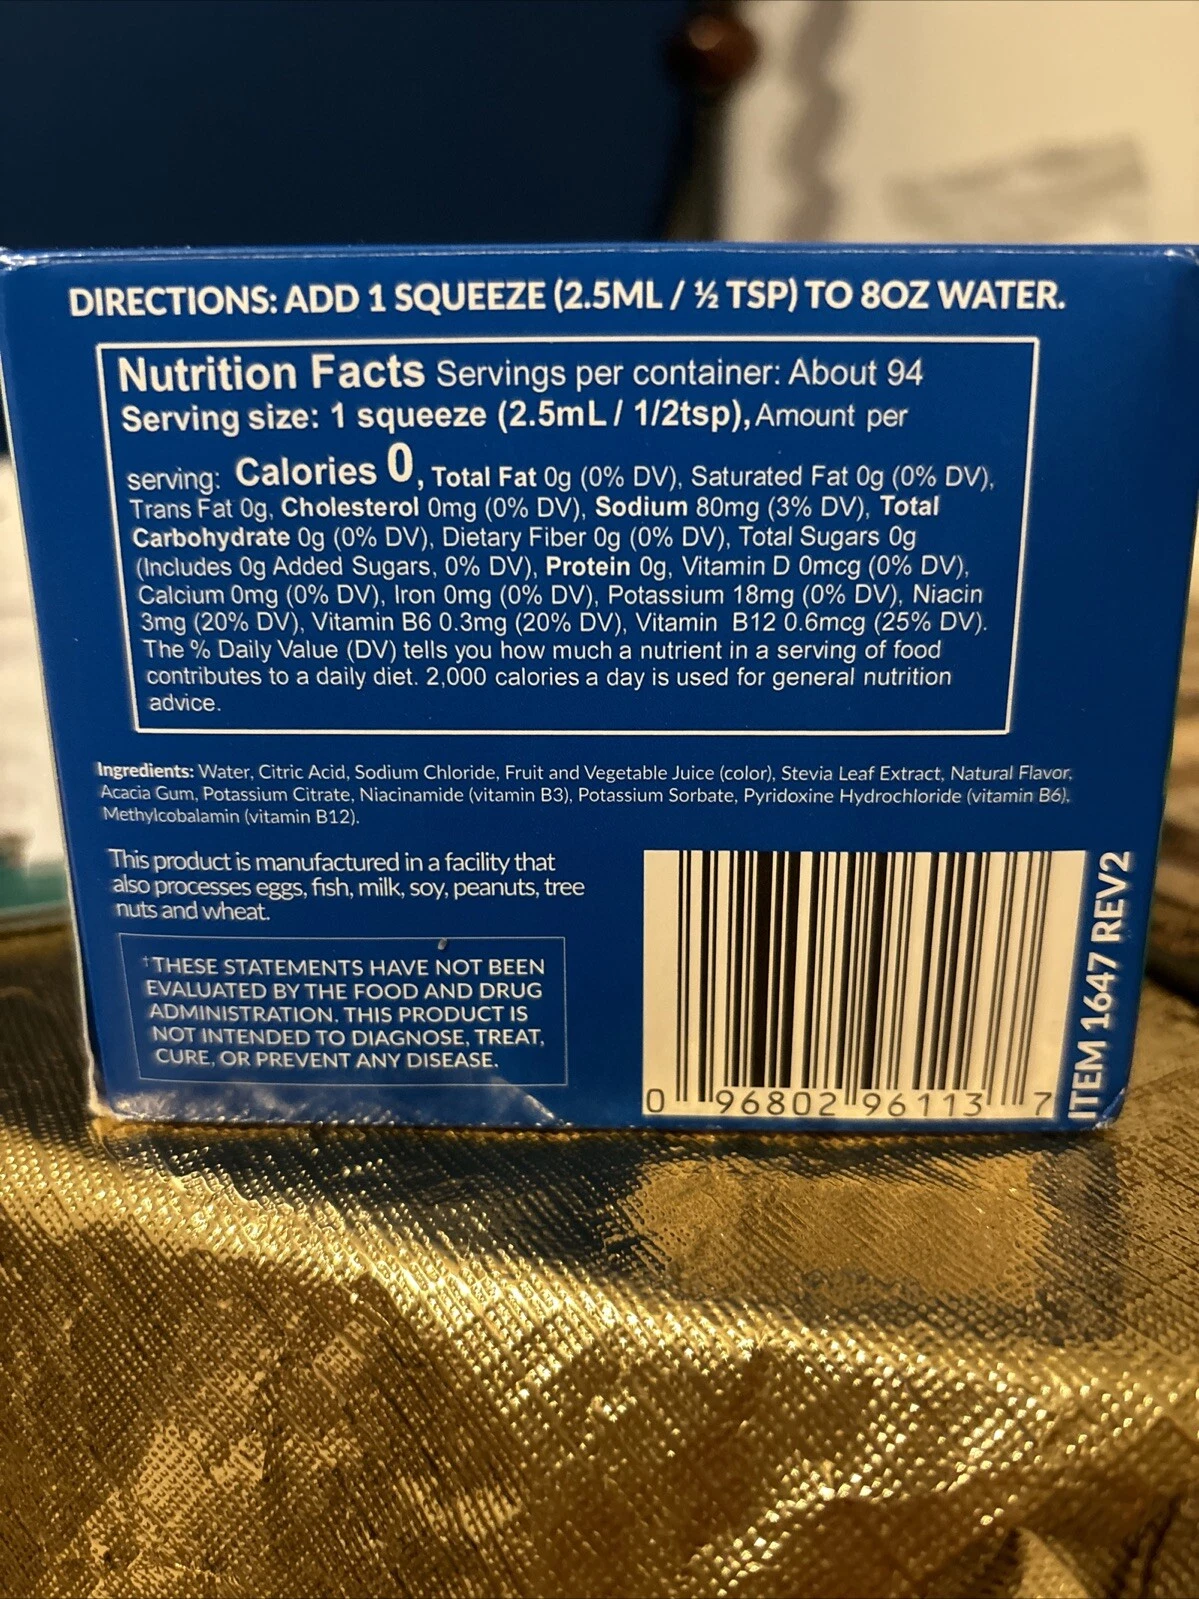 DIRECTIONS: ADD 1 SQUEEZE (2.5ML / ½ TSP) TO 8OZ WATER.
Nutrition Facts Servings per container: About 94
Serving size: 1 squeeze (2.5mL / 1/2tsp), Amount per
serving: Calories 0, Total Fat 0g (0% DV), Saturated Fat 0g (0% DV),
Trans Fat 0g, Cholesterol 0mg (0% DV), Sodium 80mg (3% DV), Total
Carbohydrate 0g (0% DV), Dietary Fiber 0g (0% DV), Total Sugars 0g
(Includes 0g Added Sugars, 0% DV), Protein 0g, Vitamin D 0mcg (0% DV),
Calcium 0mg (0% DV), Iron 0mg (0% DV), Potassium 18mg (0% DV), Niacin
3mg (20% DV), Vitamin B6 0.3mg (20% DV), Vitamin B12 0.6mcg (25% DV).
The % Daily Value (DV) tells you how much a nutrient in a serving of food
contributes to a daily diet. 2,000 calories a day is used for general nutrition
advice.
Ingredients: Water, Citric Acid, Sodium Chloride, Fruit and Vegetable Juice (color), Stevia Leaf Extract, Natural Flavor,
Acacia Gum, Potassium Citrate, Niacinamide (vitamin B3), Potassium Sorbate, Pyridoxine Hydrochloride (vitamin B6),
Methylcobalamin (vitamin B12).
This product is manufactured in a facility that
also processes eggs, fish, milk, soy, peanuts, tree
nuts and wheat.
†THESE STATEMENTS HAVE NOT BEEN
EVALUATED BY THE FOOD AND DRUG
ADMINISTRATION. THIS PRODUCT IS
NOT INTENDED TO DIAGNOSE, TREAT,
CURE, OR PREVENT ANY DISEASE.
0 96802 96113 7
ITEM 1647 REV2